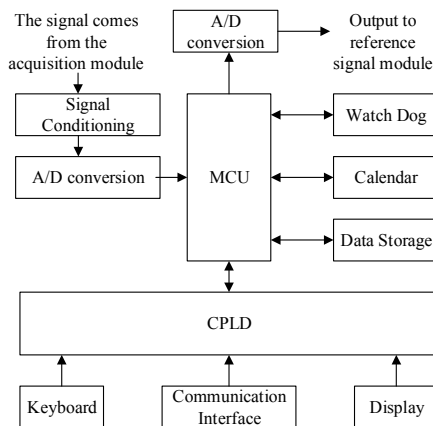 The signal comes
from the
acquisition module
A/D
conversion
Output to
reference
signal module
Signal
Conditioning
A/D conversion
MCU
Watch Dog
Calendar
Data Storage
CPLD
Keyboard
Communication
Interface
Display